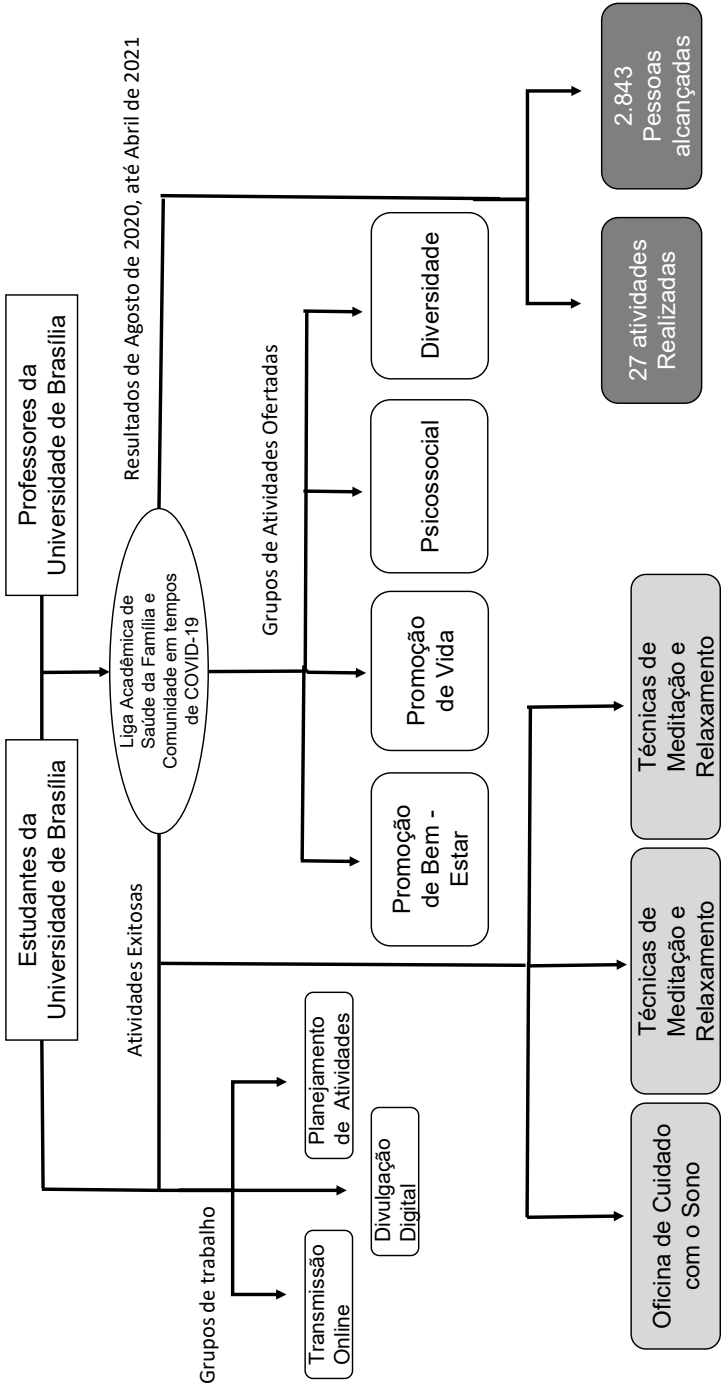 Estudantes da
Universidade de Brasília
Professores da
Universidade de Brasília
Liga Acadêmica de
Saúde da Família e
Comunidade em tempos
de COVID-19
Atividades Exitosas
Resultados de Agosto de 2020, até Abril de 2021
Grupos de trabalho
Transmissão
Online
Divulgação
Digital
Planejamento
de Atividades
Grupos de Atividades Ofertadas
Promoção
de Bem -
Estar
Promoção
de Vida
Psicossocial
Diversidade
Oficina de Cuidado
com o Sono
Técnicas de
Meditação e
Relaxamento
Técnicas de
Meditação e
Relaxamento
27 atividades
Realizadas
2.843
Pessoas
alcançadas